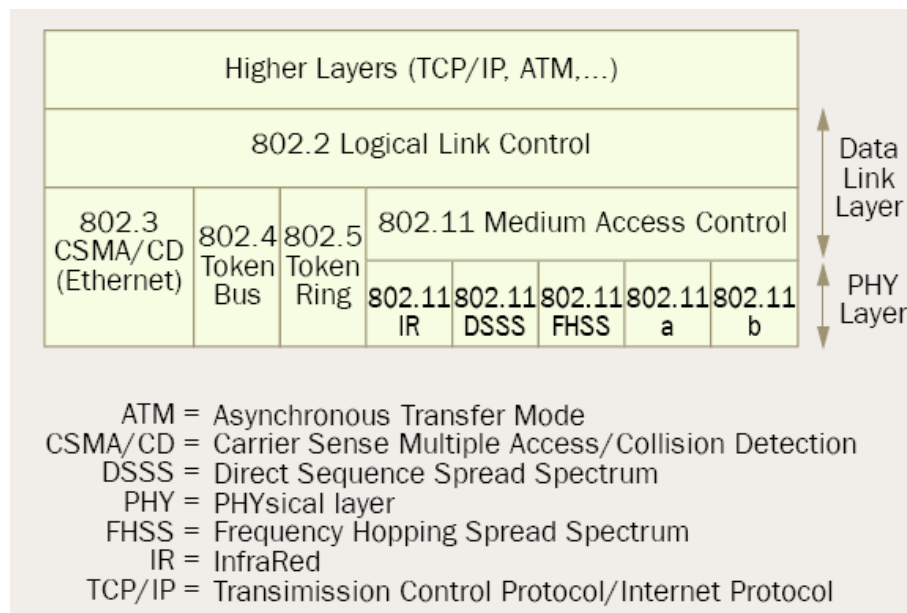 Higher Layers (TCP/IP, ATM,...)
802.2 Logical Link Control
802.3
CSMA/CD
(Ethernet)
802.4
Token
Bus
802.5
Token
Ring
802.11 Medium Access Control
802.11
IR
802.11
DSSS
802.11
FHSS
802.11
a
802.11
b
Data
Link
Layer
PHY
Layer
ATM = Asynchronous Transfer Mode
CSMA/CD = Carrier Sense Multiple Access/Collision Detection
DSSS = Direct Sequence Spread Spectrum
PHY = PHYsical layer
FHSS = Frequency Hopping Spread Spectrum
IR = InfraRed
TCP/IP = Transimission Control Protocol/Internet Protocol